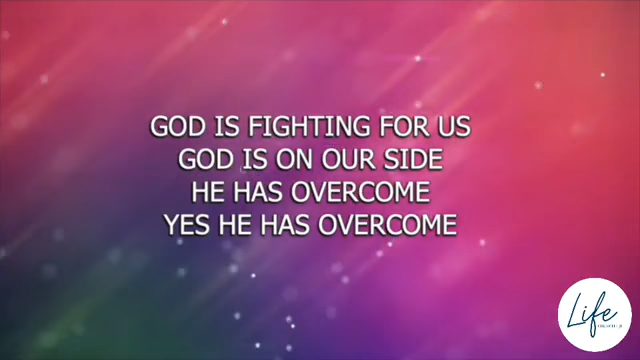 GOD IS FIGHTING FOR US
GOD IS ON OUR SIDE
HE HAS OVERCOME
YES HE HAS OVERCOME
Life